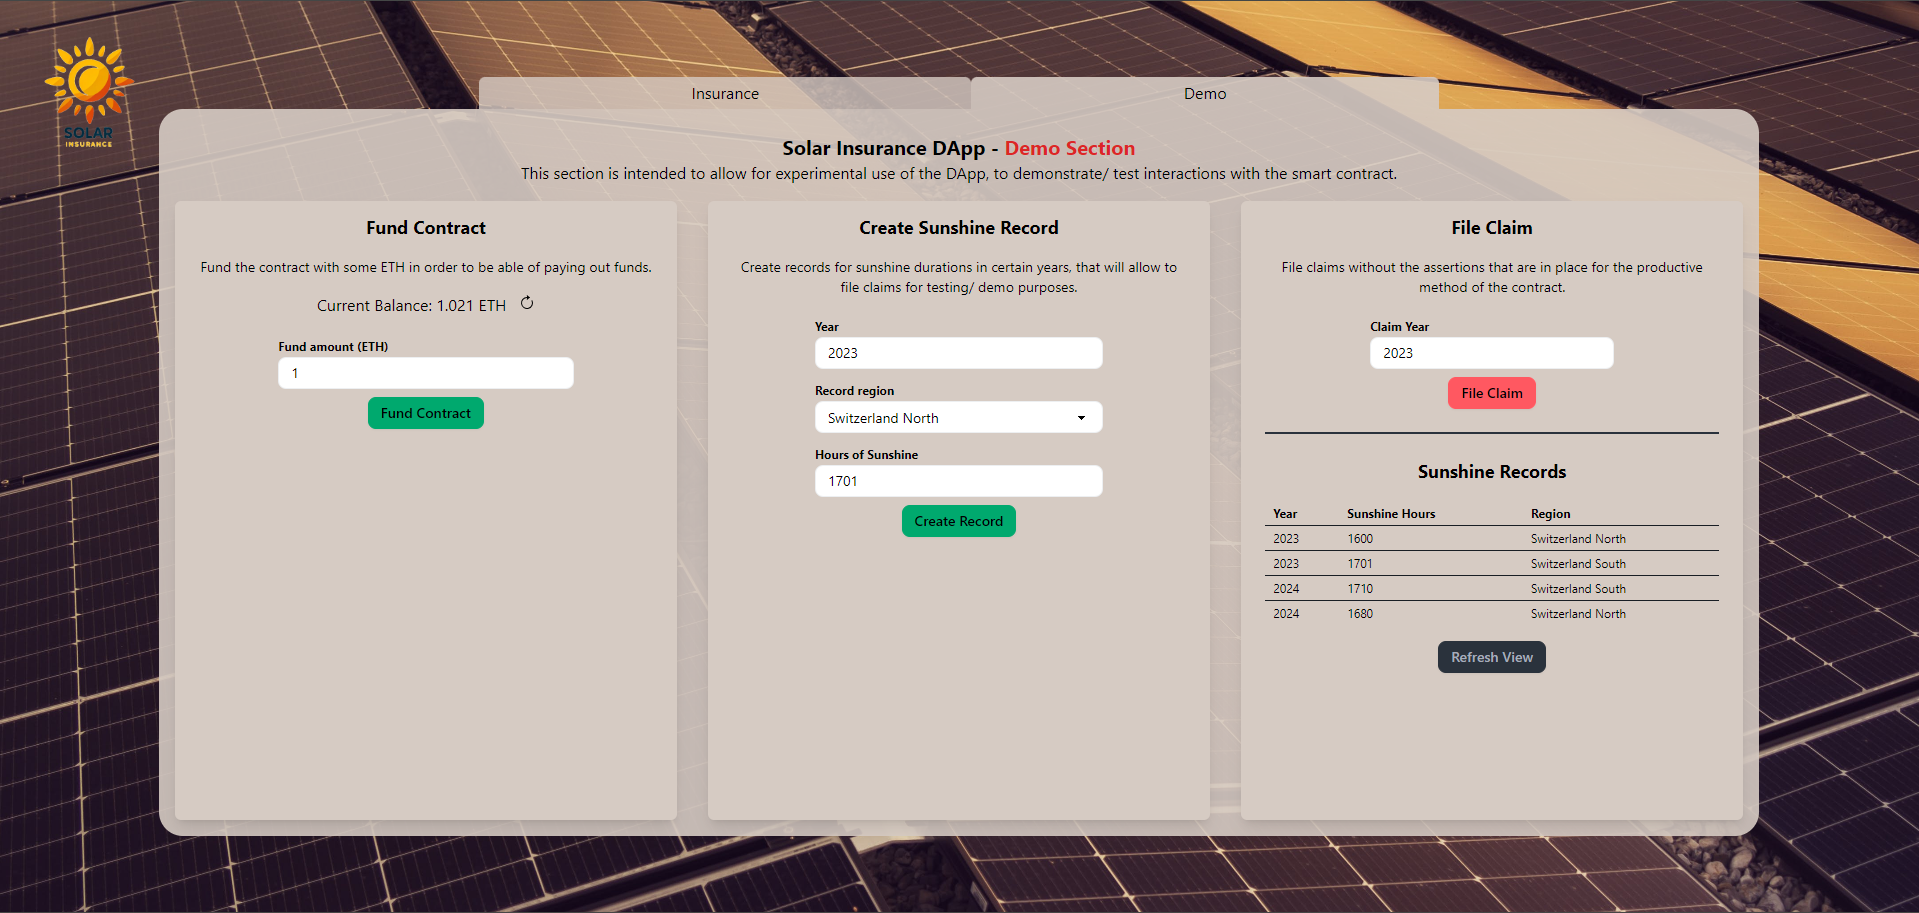 SOLAR
INSURANCE
Insurance
Demo
Solar Insurance DApp - Demo Section
This section is intended to allow for experimental use of the DApp, to demonstrate/ test interactions with the smart contract.
Fund Contract
Fund the contract with some ETH in order to be able of paying out funds.
Current Balance: 1.021 ETH
Fund amount (ETH)
1
Fund Contract
Create Sunshine Record
Create records for sunshine durations in certain years, that will allow to
file claims for testing/ demo purposes.
Year
2023
Record region
Switzerland North
Hours of Sunshine
1701
Create Record
File Claim
File claims without the assertions that are in place for the productive
method of the contract.
Claim Year
2023
File Claim
Sunshine Records
Year Sunshine Hours Region
2023 1600 Switzerland North
2023 1701 Switzerland South
2024 1710 Switzerland South
2024 1680 Switzerland North
Refresh View